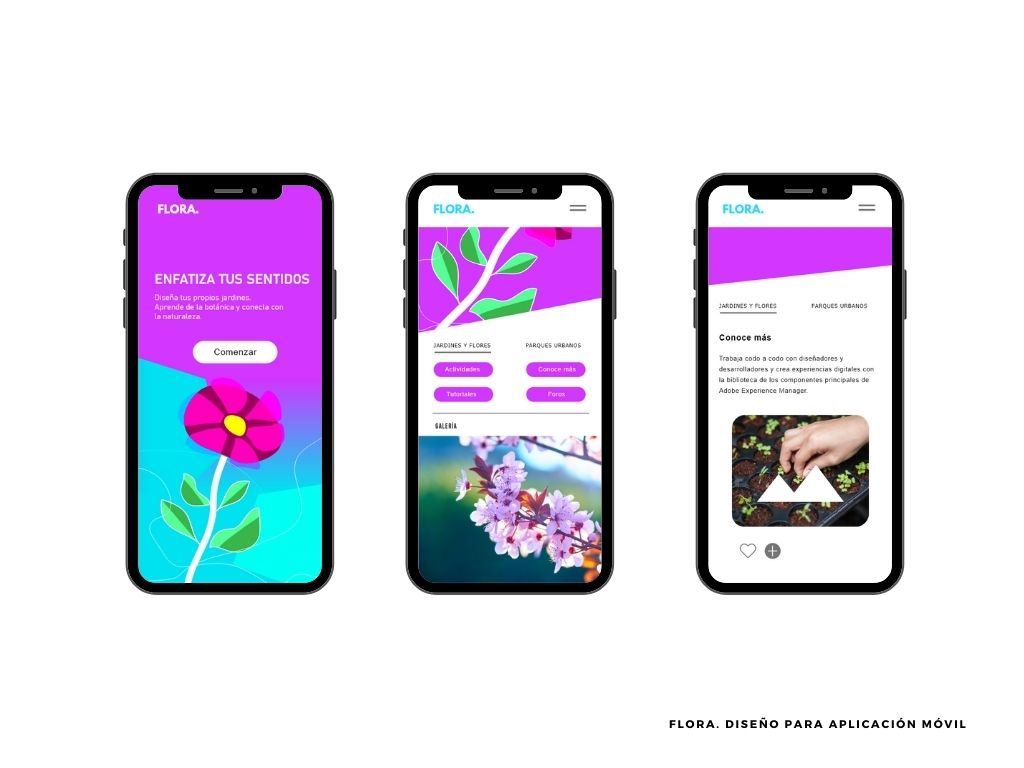 FLORA.
ENFATIZA TUS SENTIDOS
Diseña tus propios jardines.
Aprende de la botánica y conecta con
la naturaleza.
Comenzar
FLORA.
JARDINES Y FLORES
PARQUES URBANOS
Actividades
Conoce más
Tutoriales
Foros
GALERÍA
FLORA.
JARDINES Y FLORES
PARQUES URBANOS
Conoce más
Trabaja codo a codo con diseñadores y
desarrolladores y crea experiencias digitales con
la biblioteca de los componentes principales de
Adobe Experience Manager.
FLORA. DISEÑO PARA APLICACIÓN MÓVIL